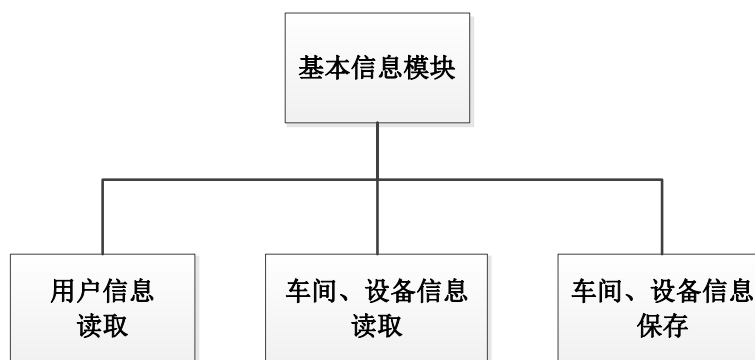 基本信息模块
用户信息
读取
车间、设备信息
读取
车间、设备信息
保存